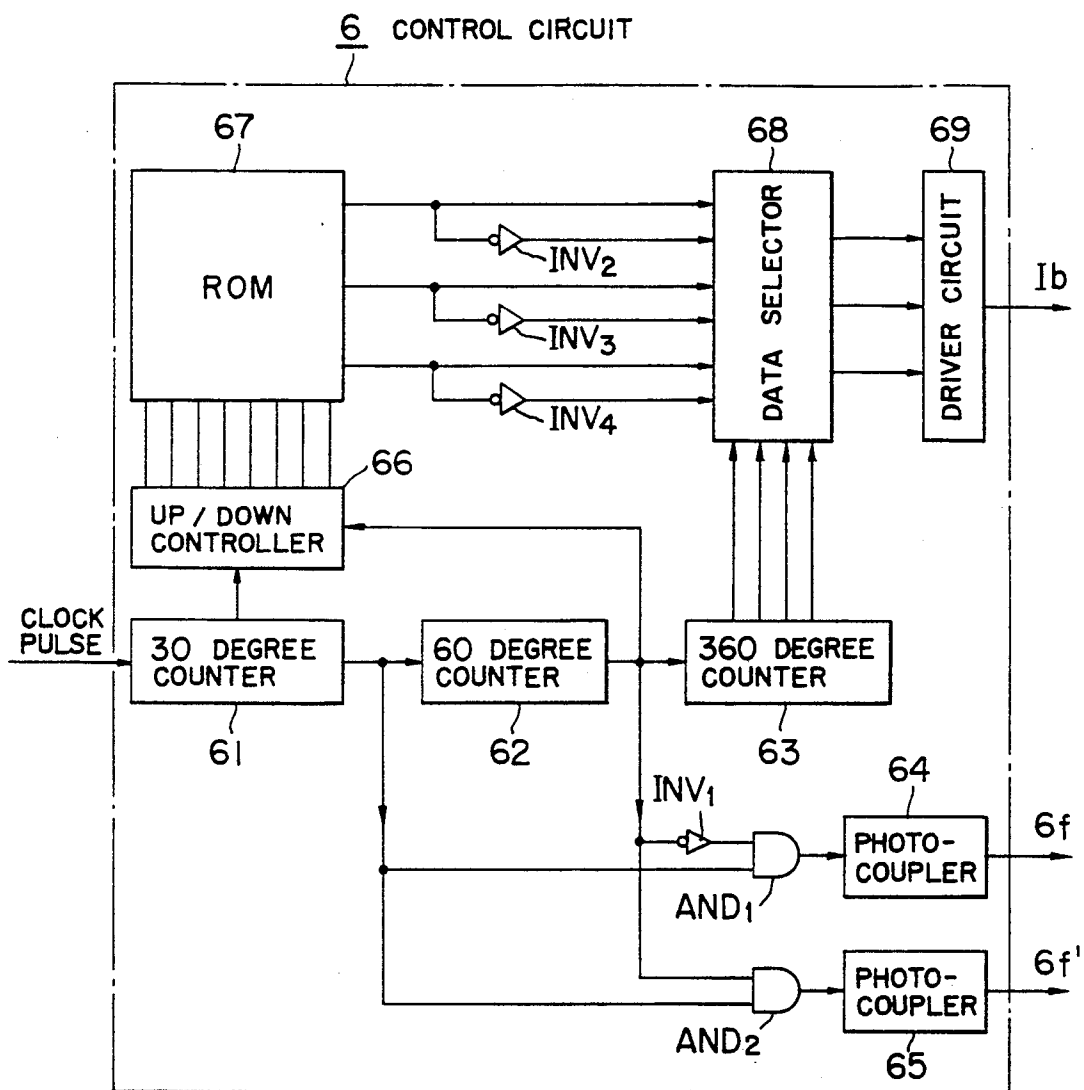 6 CONTROL CIRCUIT
67
68
69
ROM
INV2
INV3
INV4
DATA SELECTOR
DRIVER CIRCUIT
Ib
66
UP / DOWN
CONTROLLER
CLOCK
PULSE
30 DEGREE
COUNTER
60 DEGREE
COUNTER
360 DEGREE
COUNTER
61
62
63
INV1
64
AND1
PHOTO-
COUPLER
6f
AND2
PHOTO-
COUPLER
6f'
65